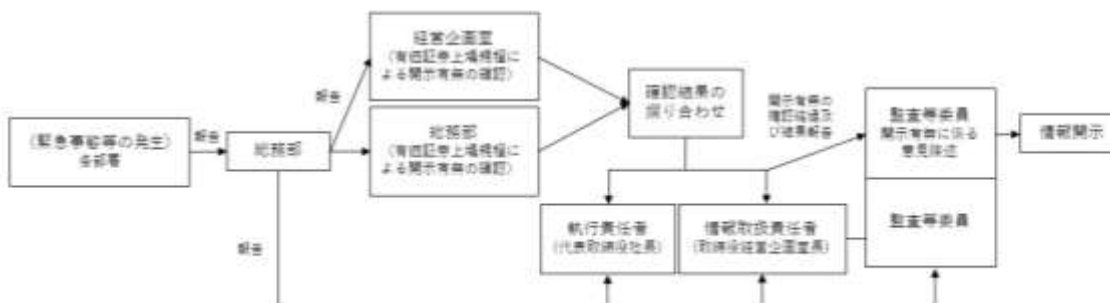 (緊急事態等の発生)
各部署
報告
総務部
報告
経営企画室
(有価証券上場規程に
よる開示有無の確認)
総務部
(有価証券上場規程に
よる開示有無の確認)
確認結果の
摺り合わせ
開示有無の
確認経過及
び結果報告
監査等委員
開示有無に係る
意見陳述
情報開示
監査等委員
執行責任者
(代表取締役社長)
情報取扱責任者
(取締役経営企画室長)
報告